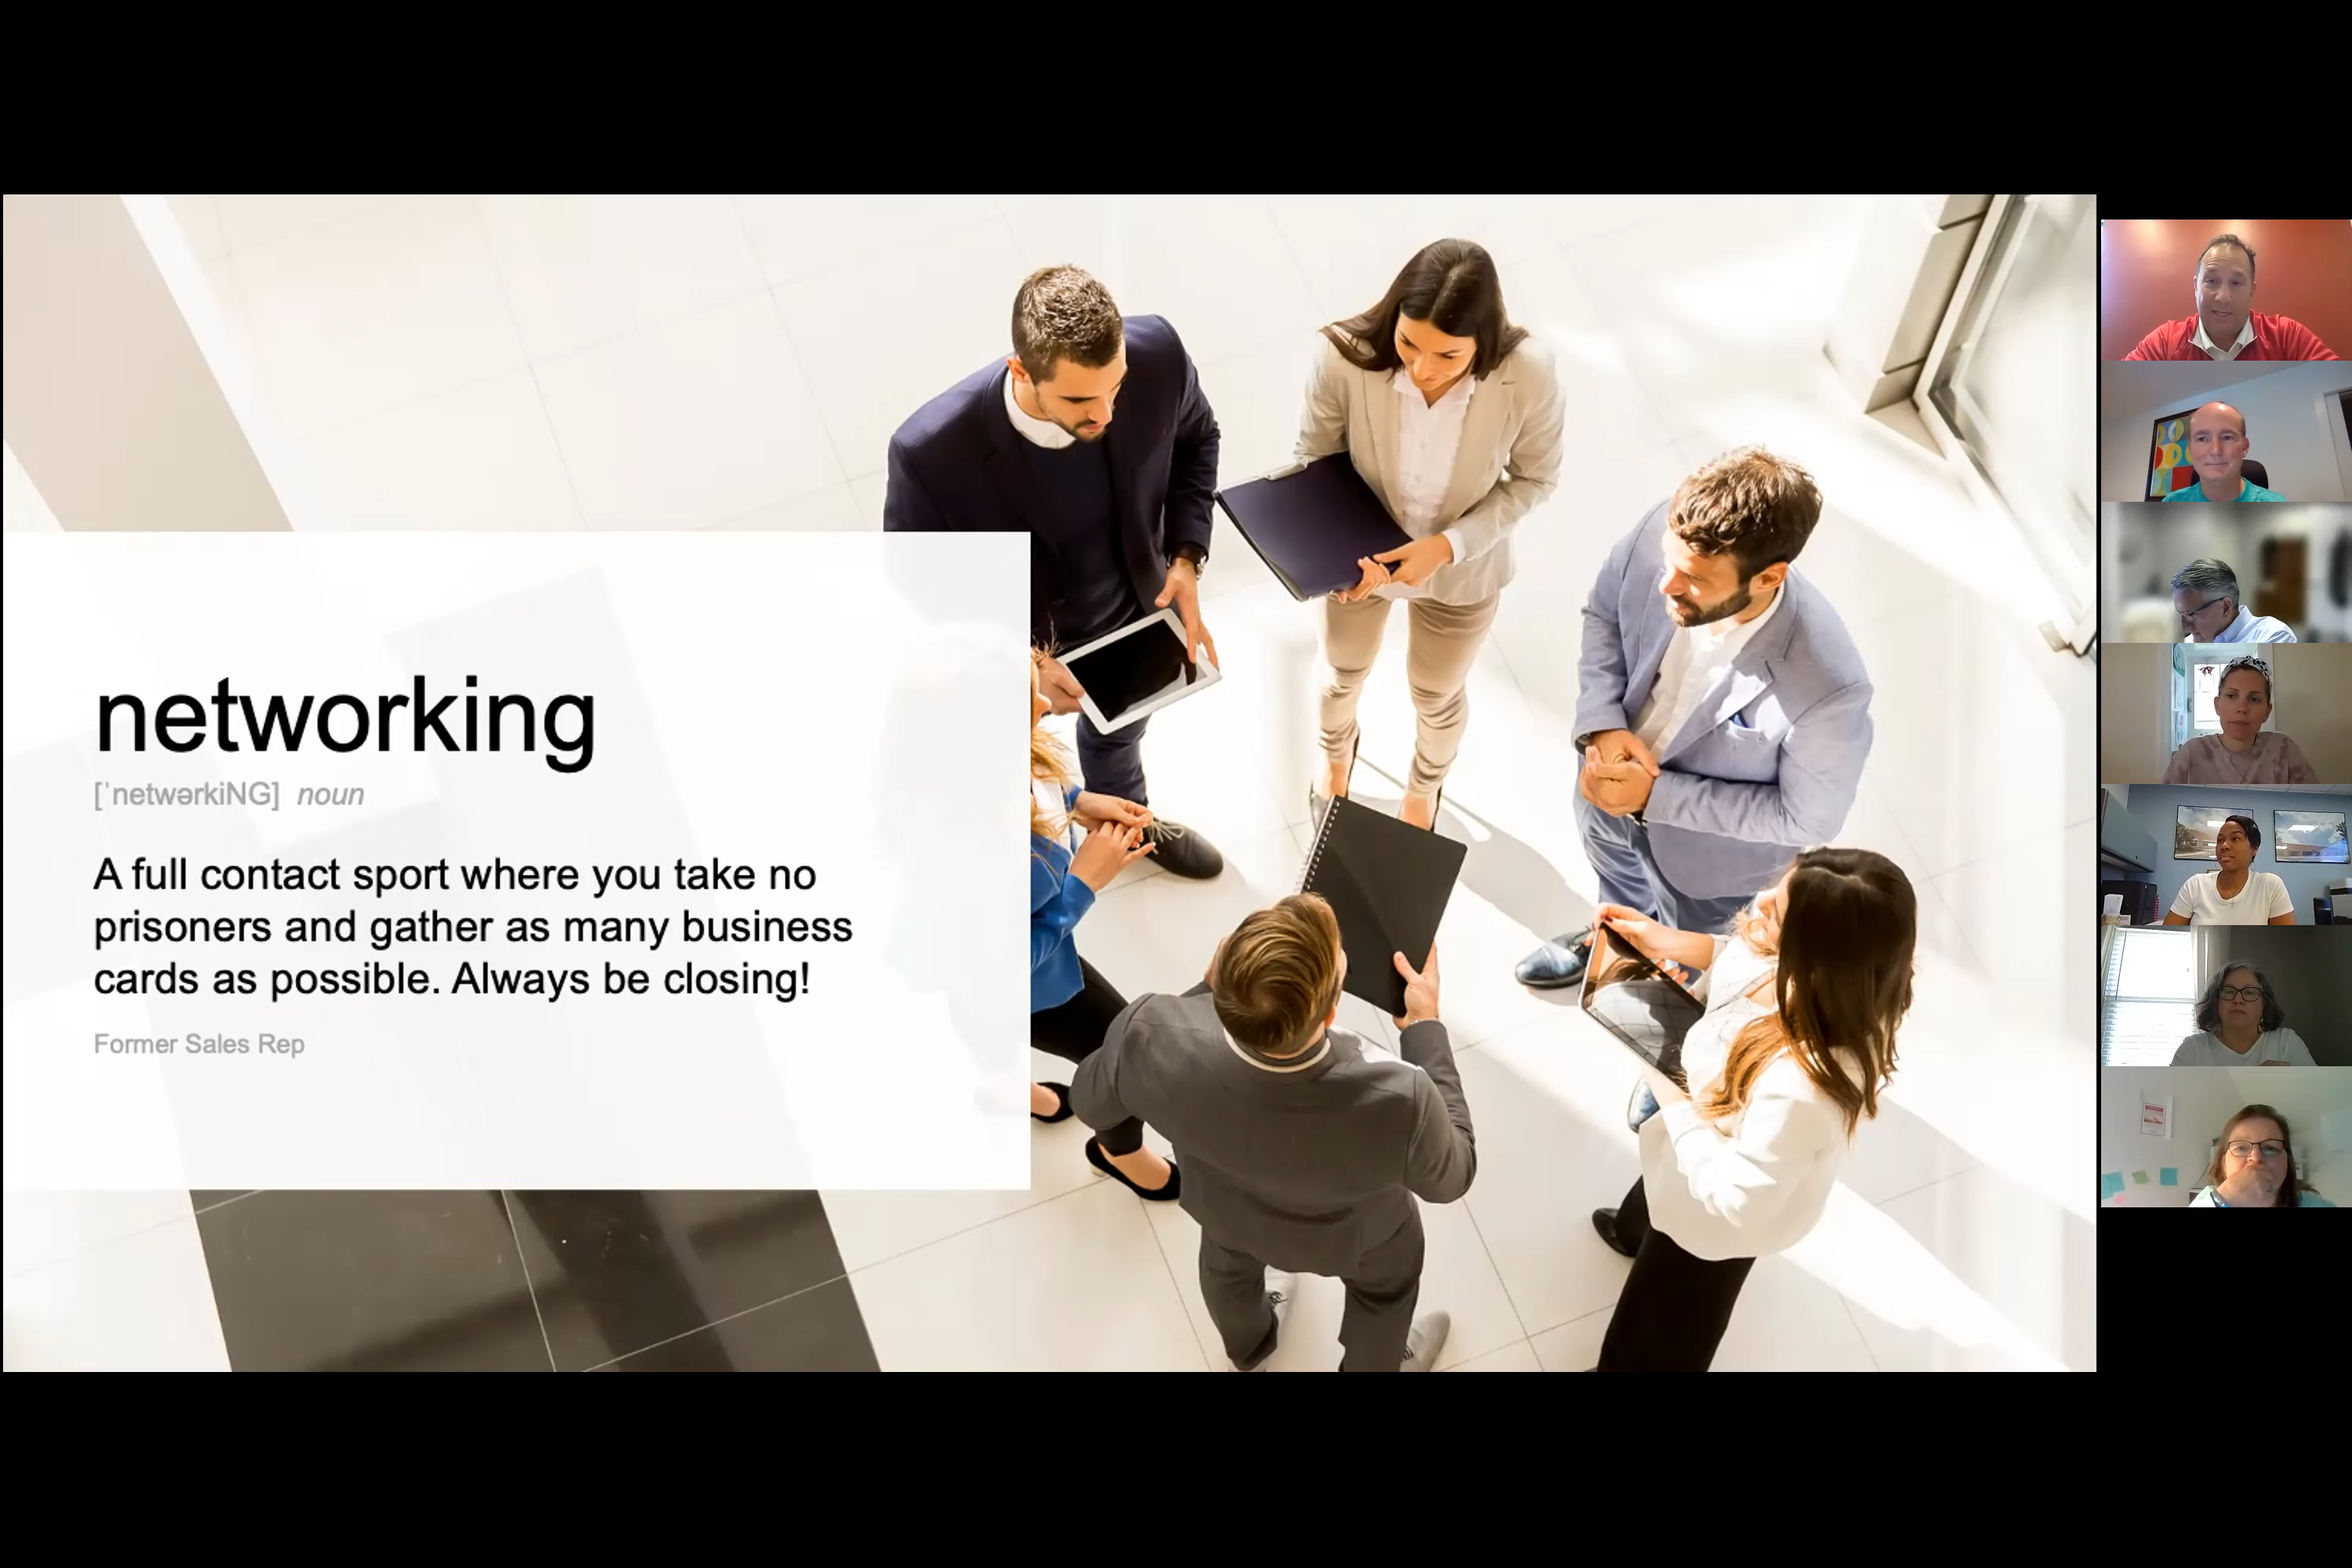 networking
[ˈnetwərkiNG] noun
A full contact sport where you take no
prisoners and gather as many business
cards as possible. Always be closing!
Former Sales Rep